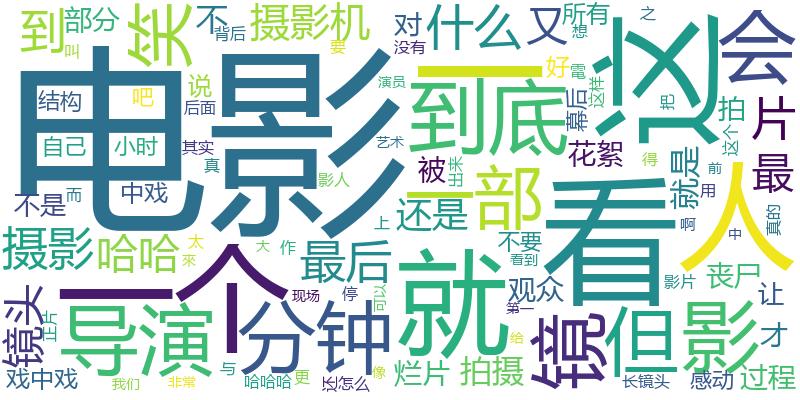 到
部分
笑
不
背后
摄影机
对
什么
又
所有
之
想
会
叫
要
没有
好
電
这样
这
电影
一
到底
幕后
把
拍
片
结构
吧
说
后面
演员
自己
小时
其实
真
艺术
被
出来
花絮
就是
得
这个
前
最
中戏
而
影人
一部
看
用
人
真的
不是
还是
上
啊
中
摄影
哈哈
太
來
大
作
最后
就
不要
看到
一个
观众
影片
丧尸
让
镜头
正片
导演
分钟
现场
停
可以
第一
镜
但
影
才
戏中戏
我们
非常
与
哈哈哈
更
怎么
像
烂片
给
拍摄
长镜头
感动
过程